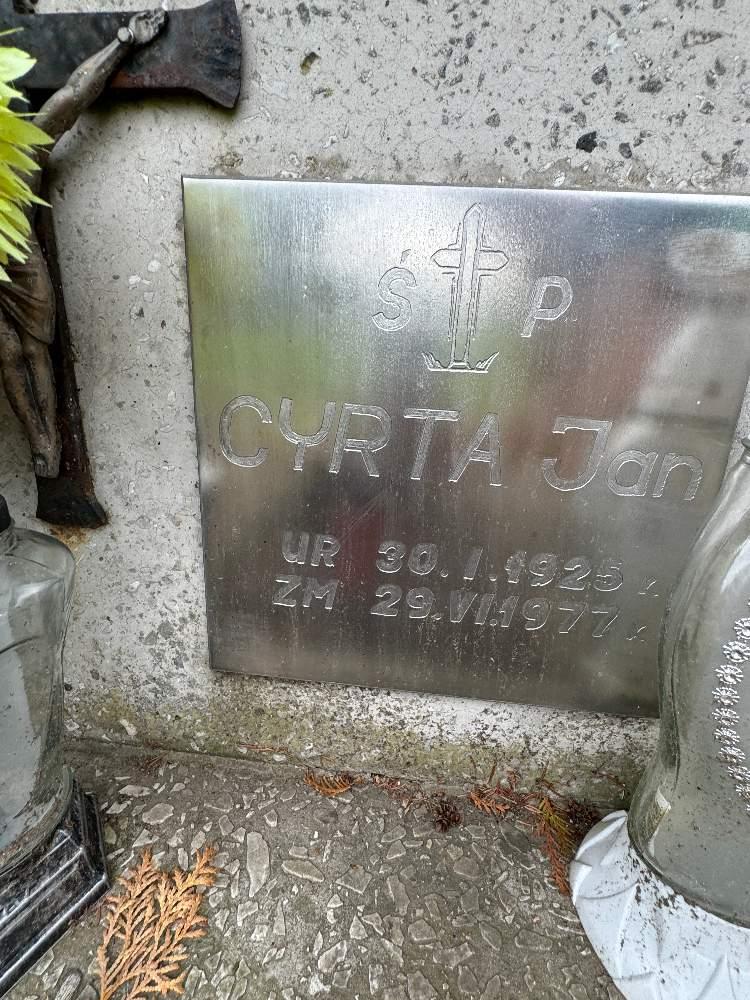 Ś P
CYRTA Jan
UR 30.I.1925 r.
ZM 29.VI.1977 r.